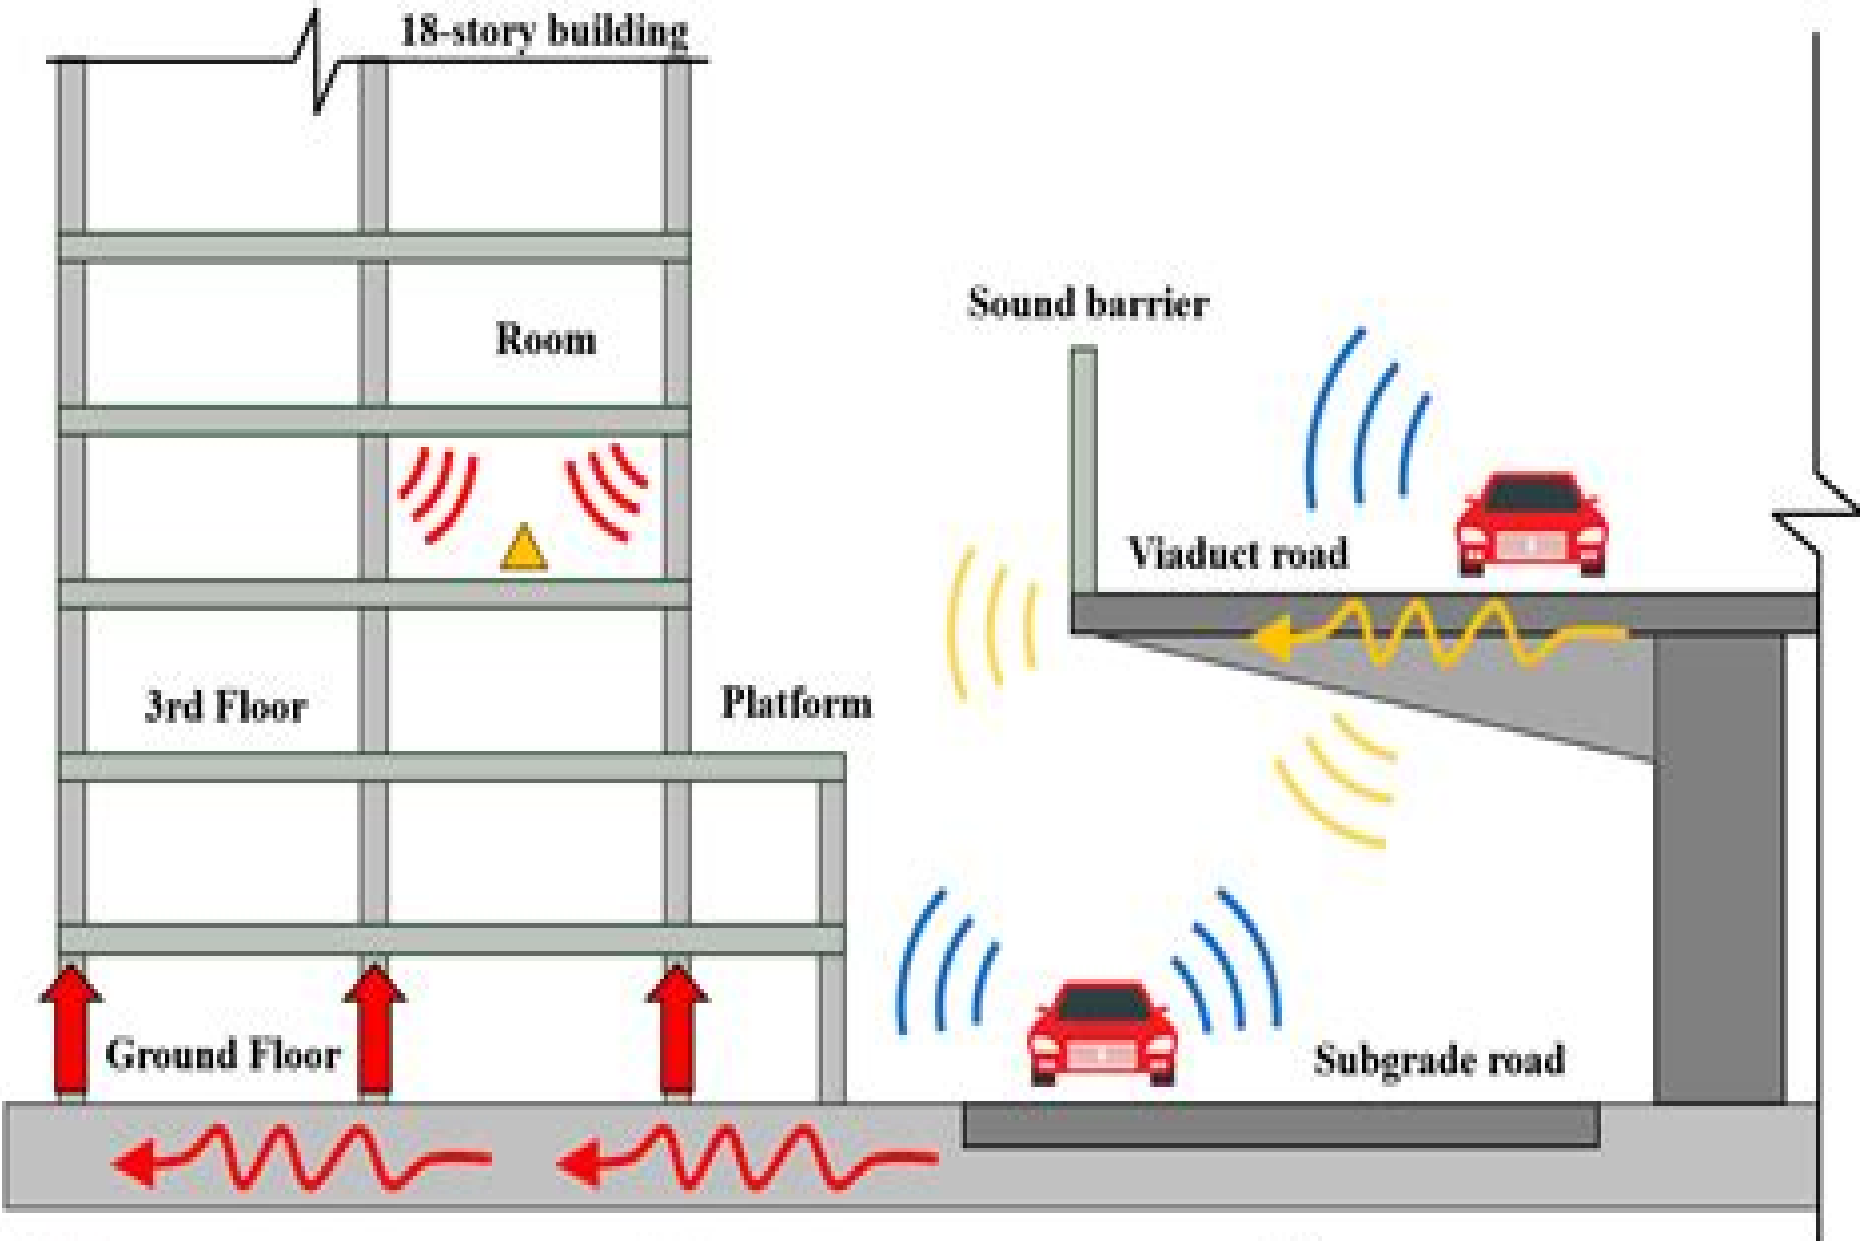 18-story building
Sound barrier
Room
Viaduct road
3rd Floor
Platform
Ground Floor
Subgrade road